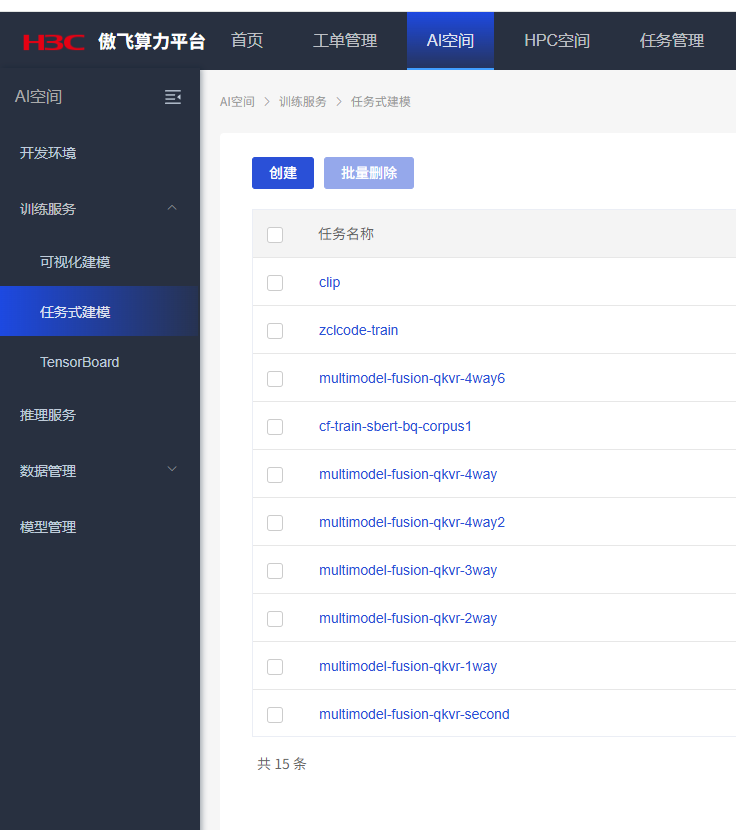 H3C 傲飞算力平台 首页 工单管理 AI空间 HPC空间 任务管理
AI空间
开发环境
训练服务
可视化建模
任务式建模
TensorBoard
推理服务
数据管理
模型管理
AI空间 > 训练服务 > 任务式建模
创建 批量删除
任务名称
clip
zclcode-train
multimodel-fusion-qkvr-4way6
cf-train-sbert-bq-corpus1
multimodel-fusion-qkvr-4way
multimodel-fusion-qkvr-4way2
multimodel-fusion-qkvr-3way
multimodel-fusion-qkvr-2way
multimodel-fusion-qkvr-1way
multimodel-fusion-qkvr-second
共 15 条